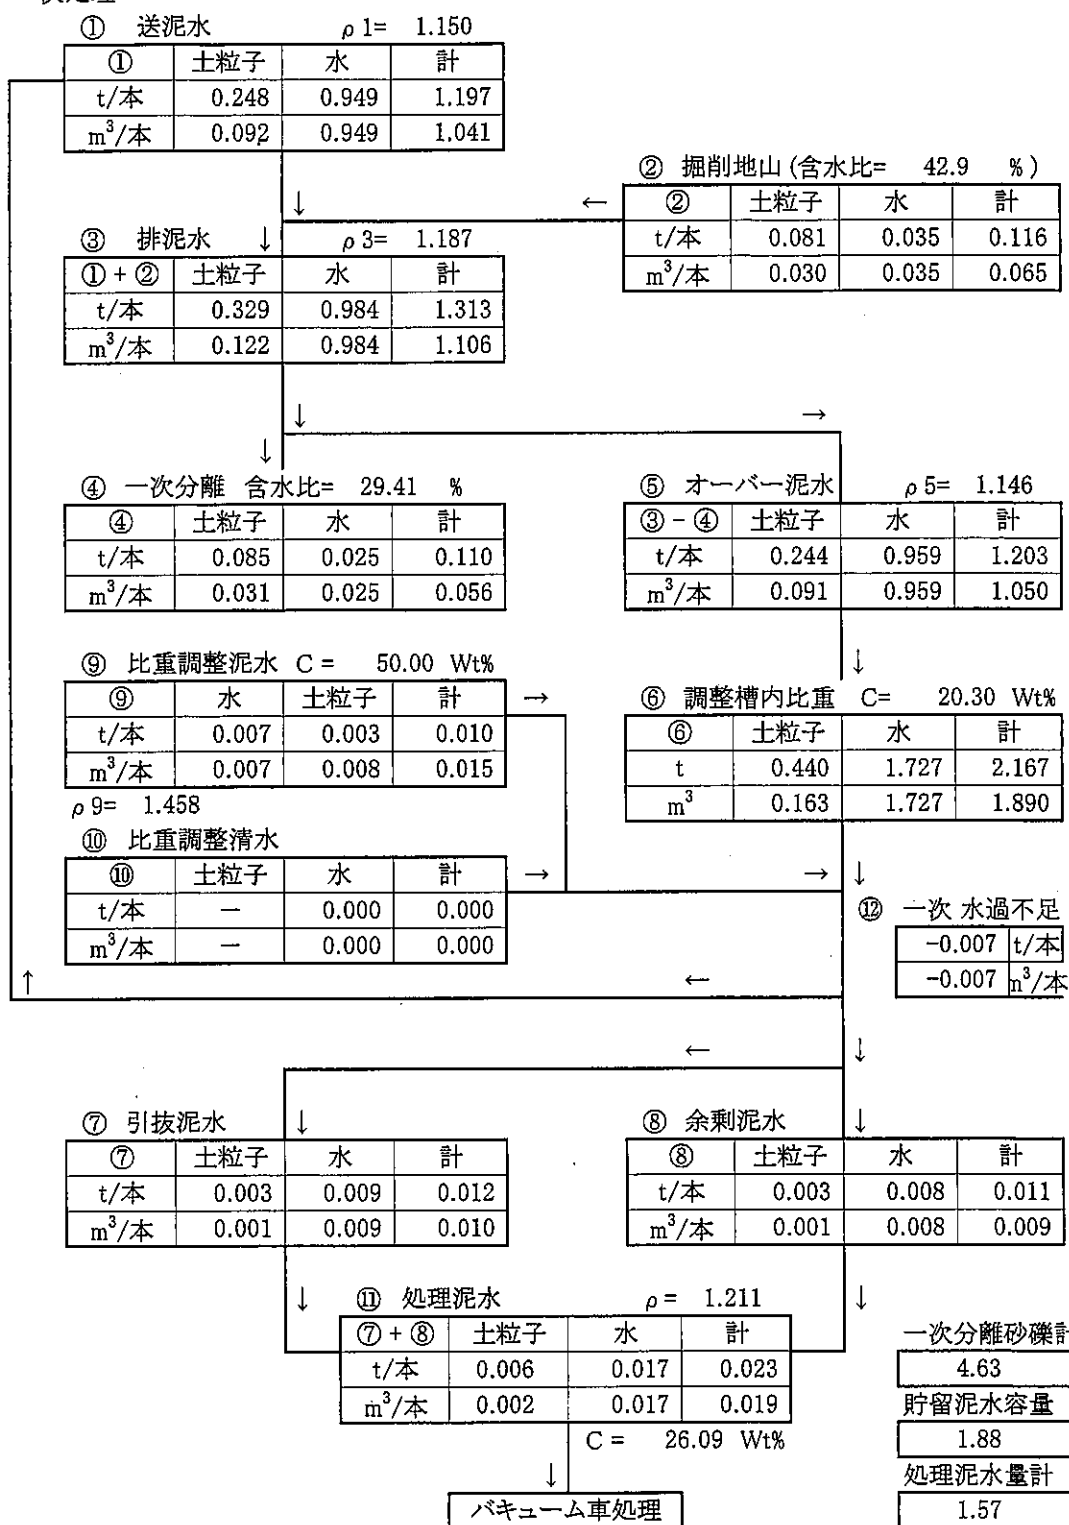 ① 送泥水 ρ1= 1.150
① 土粒子 水 計
t/本 0.248 0.949 1.197
m³/本 0.092 0.949 1.041
② 掘削地山 (含水比= 42.9 %)
② 土粒子 水 計
t/本 0.081 0.035 0.116
m³/本 0.030 0.035 0.065
← ↓
③ 排泥水 ↓ ρ3= 1.187
①+② 土粒子 水 計
t/本 0.329 0.984 1.313
m³/本 0.122 0.984 1.106
↓ →
↓
④ 一次分離 含水比= 29.41 %
④ 土粒子 水 計
t/本 0.085 0.025 0.110
m³/本 0.031 0.025 0.056
⑤ オーバー泥水 ρ5= 1.146
③-④ 土粒子 水 計
t/本 0.244 0.959 1.203
m³/本 0.091 0.959 1.050
↓
⑨ 比重調整泥水 C= 50.00 Wt%
⑨ 水 土粒子 計 →
t/本 0.007 0.003 0.010
m³/本 0.007 0.008 0.015
ρ9= 1.458
⑥ 調整槽内比重 C= 20.30 Wt%
⑥ 土粒子 水 計
t 0.440 1.727 2.167
m³ 0.163 1.727 1.890
⑩ 比重調整清水
⑩ 土粒子 水 計 → → ↓
t/本 ー 0.000 0.000
m³/本 ー 0.000 0.000
⑫ 一次 水過不足
-0.007 t/本
-0.007 m³/本
↑ ←
← ↓
⑦ 引抜泥水 ↓
⑦ 土粒子 水 計
t/本 0.003 0.009 0.012
m³/本 0.001 0.009 0.010
⑧ 余剰泥水 ↓
⑧ 土粒子 水 計
t/本 0.003 0.008 0.011
m³/本 0.001 0.008 0.009
↓ ⑪ 処理泥水 ρ= 1.211 ↓
⑦+⑧ 土粒子 水 計
t/本 0.006 0.017 0.023
m³/本 0.002 0.017 0.019
C= 26.09 Wt%
↓
バキューム車処理
一次分離砂礫計
4.63
貯留泥水容量
1.88
処理泥水量計
1.57